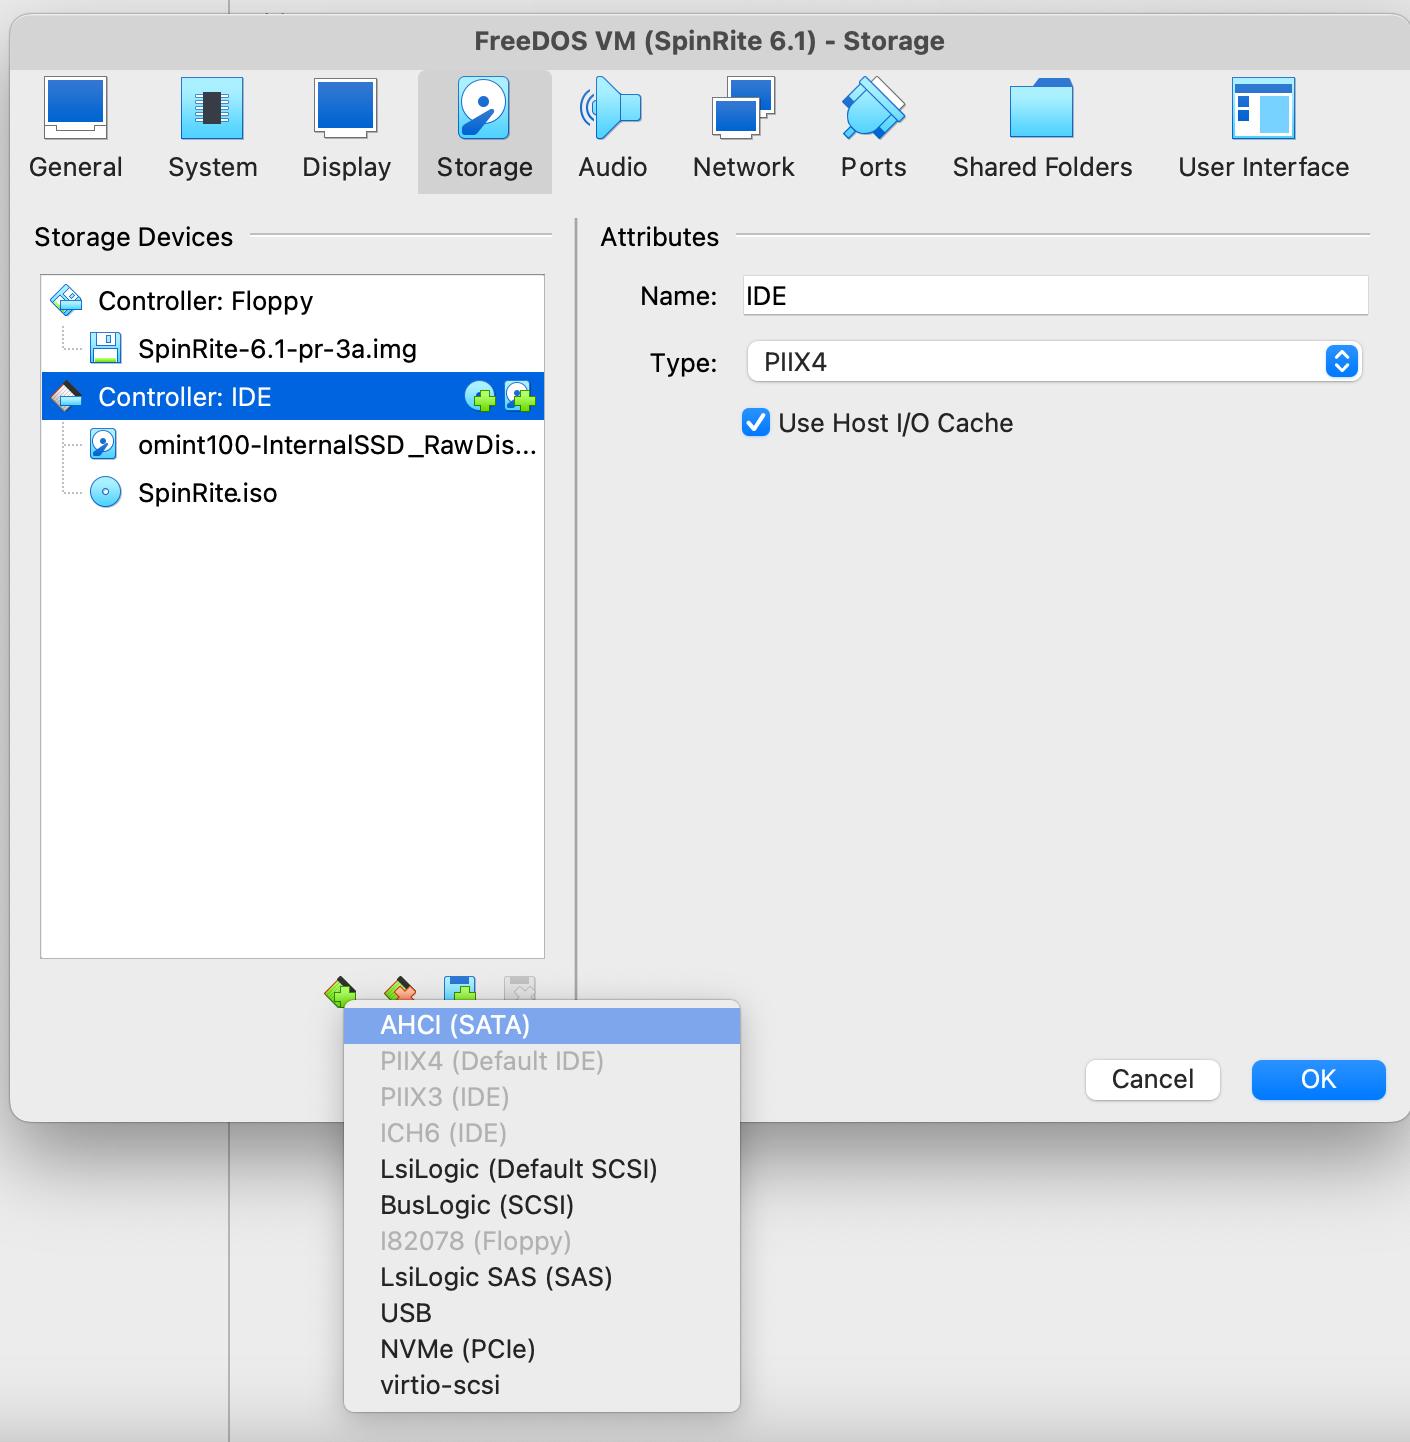 FreeDOS VM (SpinRite 6.1) - Storage
General
System
Display
Storage
Audio
Network
Ports
Shared Folders
User Interface
Storage Devices
Controller: Floppy
SpinRite-6.1-pr-3a.img
Controller: IDE
omint100-InternalSSD_RawDis...
SpinRite.iso
Attributes
Name: IDE
Type: PIIX4
Use Host I/O Cache
AHCI (SATA)
PIIX4 (Default IDE)
PIIX3 (IDE)
ICH6 (IDE)
LsiLogic (Default SCSI)
BusLogic (SCSI)
I82078 (Floppy)
LsiLogic SAS (SAS)
USB
NVMe (PCIe)
virtio-scsi
Cancel
OK